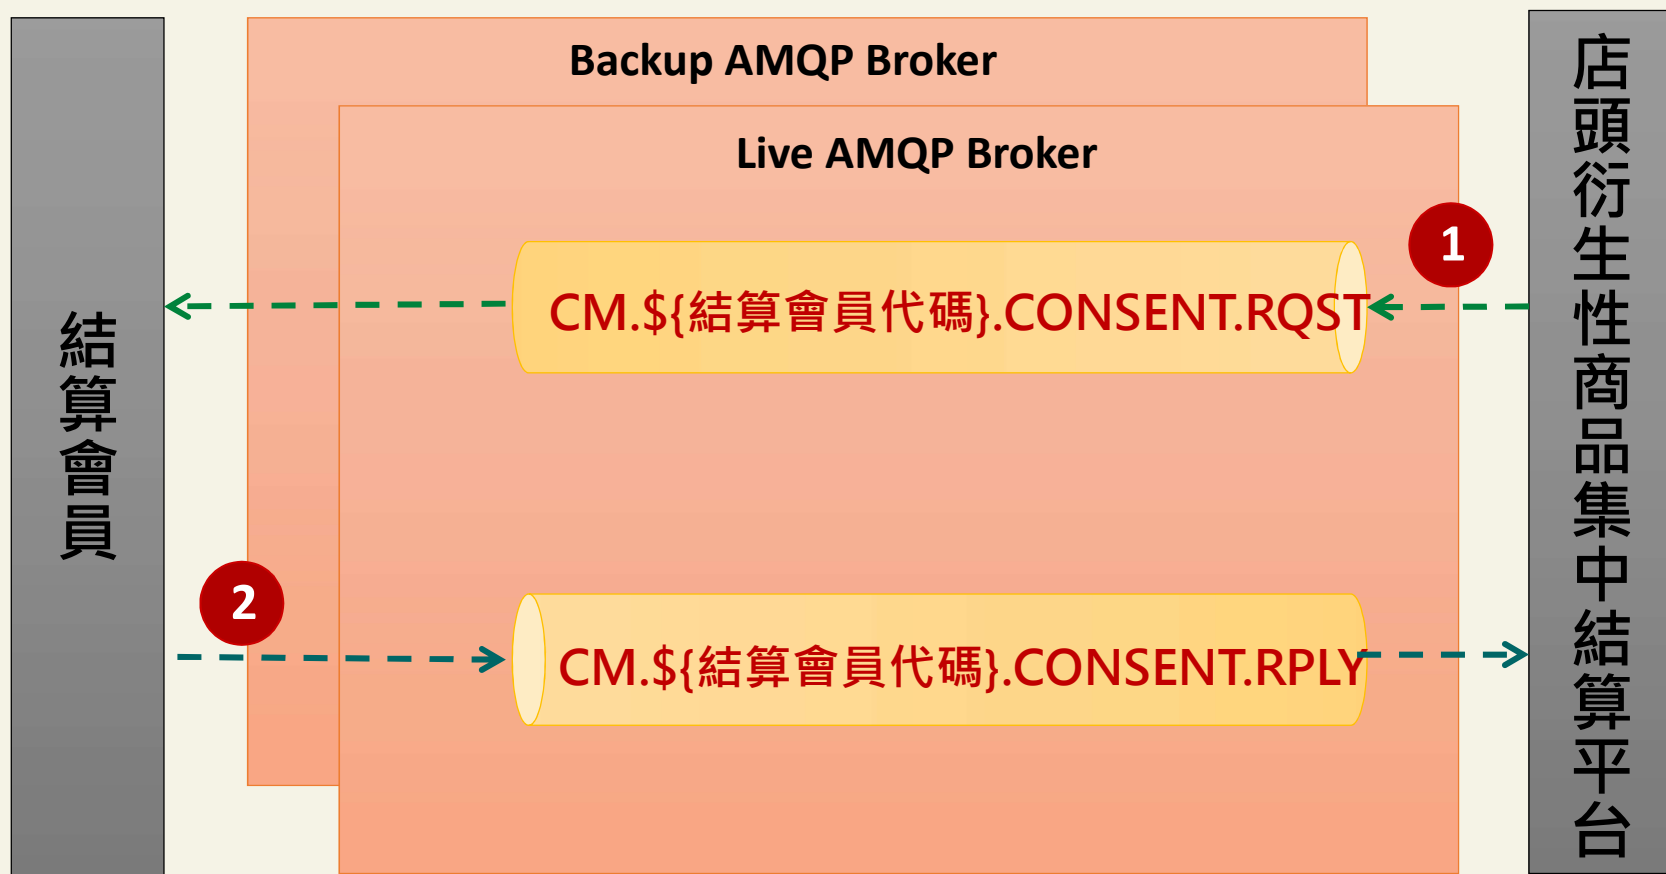 Backup AMQP Broker
Live AMQP Broker
結算會員
店頭衍生性商品集中結算平台
1
CM.${結算會員代碼}.CONSENT.RQST
2
CM.${結算會員代碼}.CONSENT.RPLY